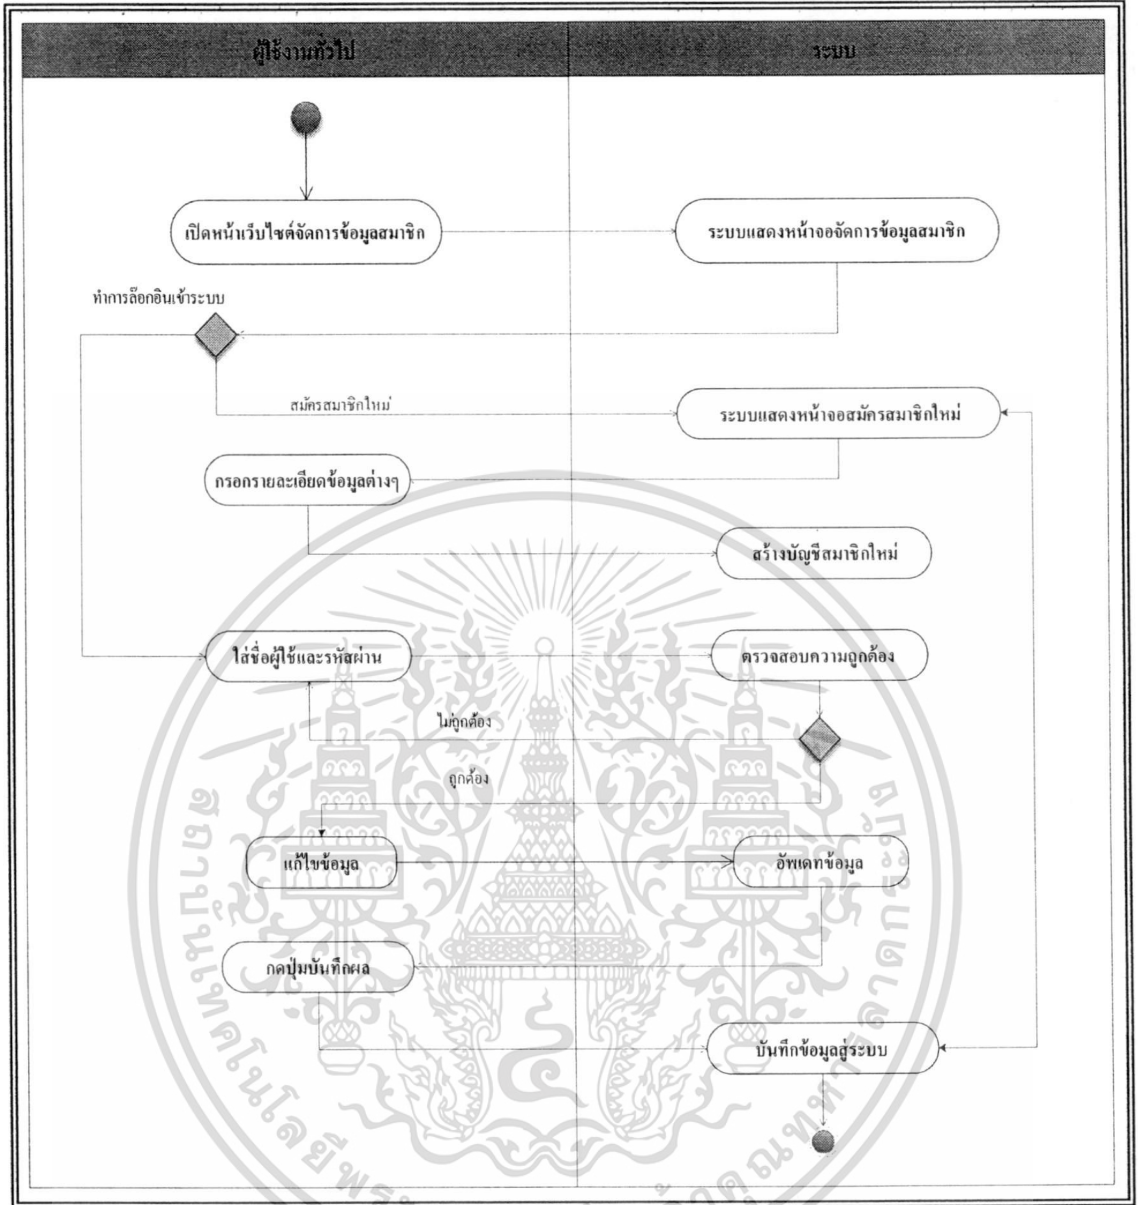 ผู้ใช้งานทั่วไป
ระบบ
เปิดหน้าเว็บไซต์จัดการข้อมูลสมาชิก
ระบบแสดงหน้าจอจัดการข้อมูลสมาชิก
ทำการล๊อกอินเข้าระบบ
สมัครสมาชิกใหม่
ระบบแสดงหน้าจอสมัครสมาชิกใหม่
กรอกรายละเอียดข้อมูลต่างๆ
สร้างบัญชีสมาชิกใหม่
ใส่ชื่อผู้ใช้และรหัสผ่าน
ตรวจสอบความถูกต้อง
ไม่ถูกต้อง
ถูกต้อง
แก้ไขข้อมูล
อัพเดทข้อมูล
กดปุ่มบันทึกผล
บันทึกข้อมูลสู่ระบบ